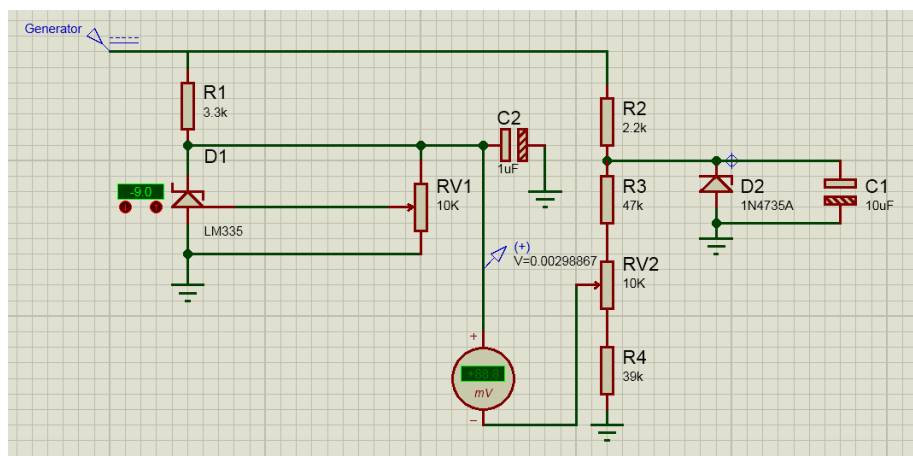 Generator
R1
3.3k
R2
2.2k
C2
1uF
D1
-9.0
LM335
RV1
10K
R3
47k
D2
1N4735A
C1
10uF
(+)
V=0.00298867
RV2
10K
+
+88.8
mV
−
R4
39k